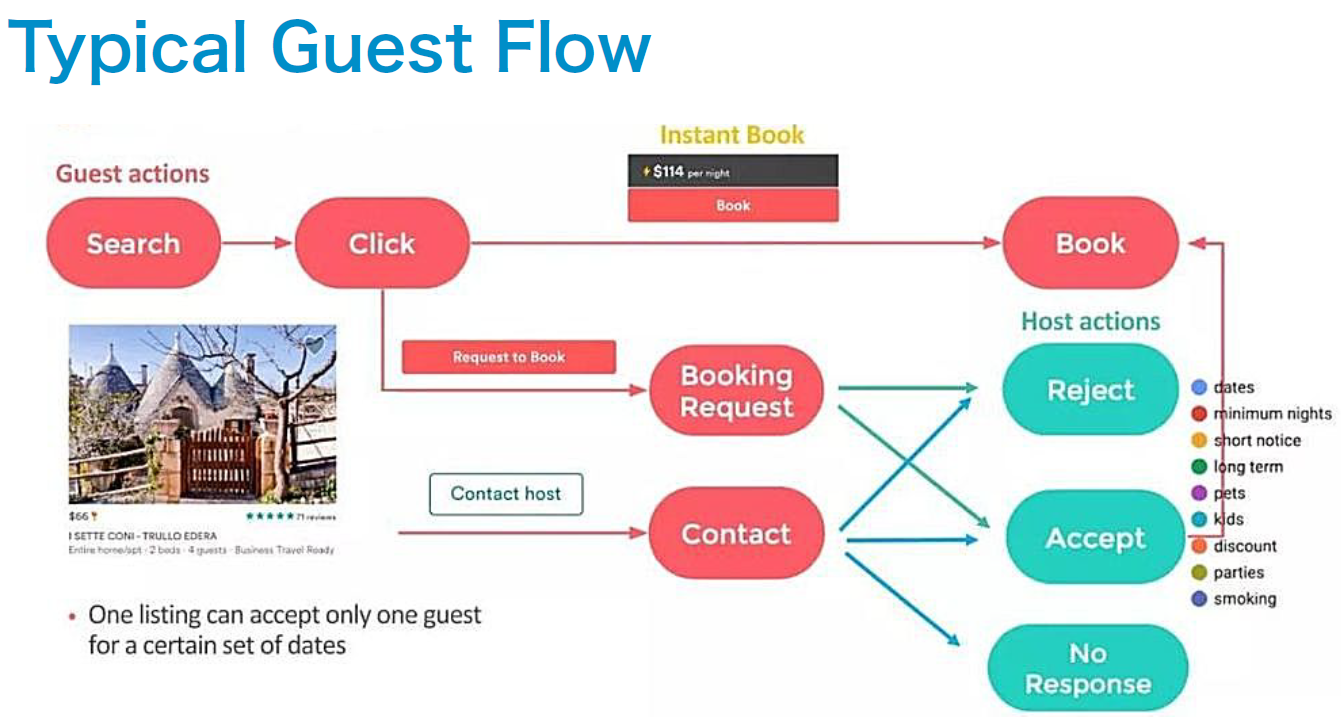 Typical Guest Flow
Instant Book
Guest actions
$114 per night
Book
Search
Click
Book
Host actions
Request to Book
Booking
Request
Reject
dates
minimum nights
short notice
long term
pets
kids
discount
parties
smoking
Contact host
Contact
Accept
$66
71 reviews
I SETTE CONI - TRULLO EDERA
Entire home/apt · 2 beds · 4 guests · Business Travel Ready
• One listing can accept only one guest
for a certain set of dates
No
Response